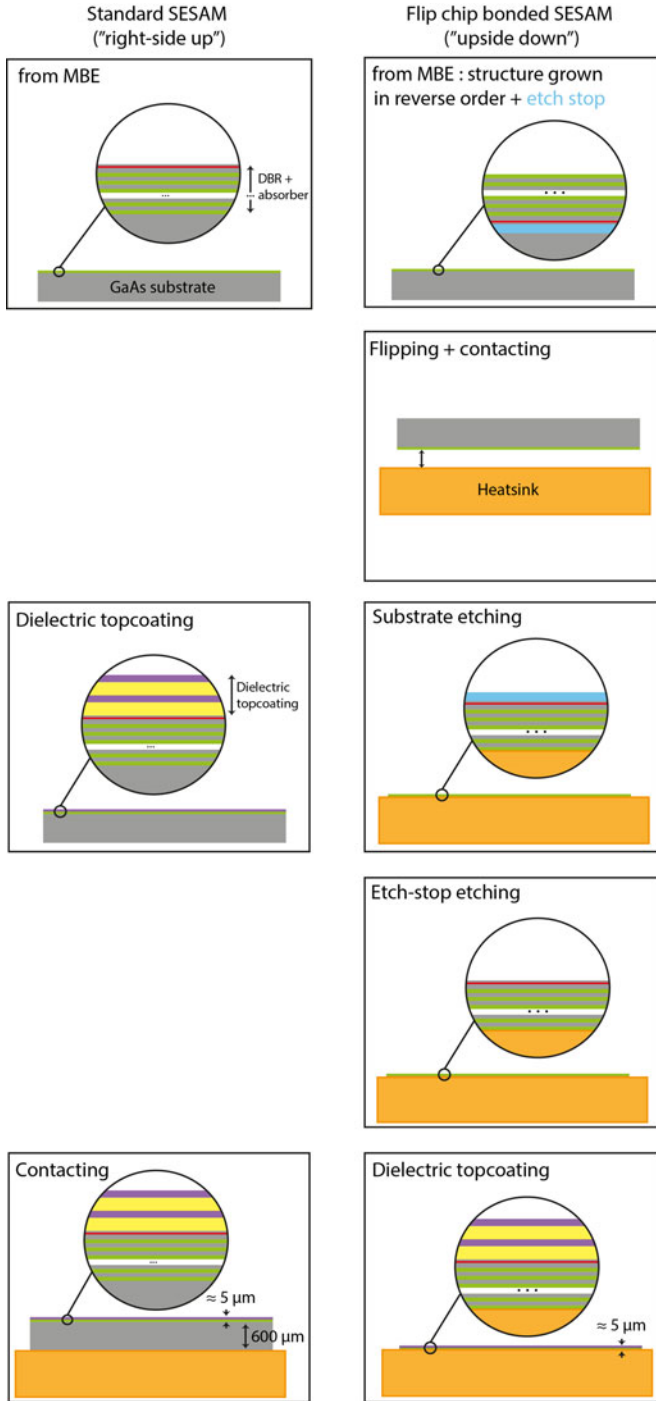 Standard SESAM
("right-side up")
Flip chip bonded SESAM
("upside down")
from MBE
DBR +
... absorber
...
GaAs substrate
from MBE : structure grown
in reverse order + etch stop
...
Flipping + contacting
Heatsink
Dielectric topcoating
Dielectric
topcoating
...
Substrate etching
...
Etch-stop etching
...
Contacting
...
≈ 5 µm
600 µm
Dielectric topcoating
...
≈ 5 µm